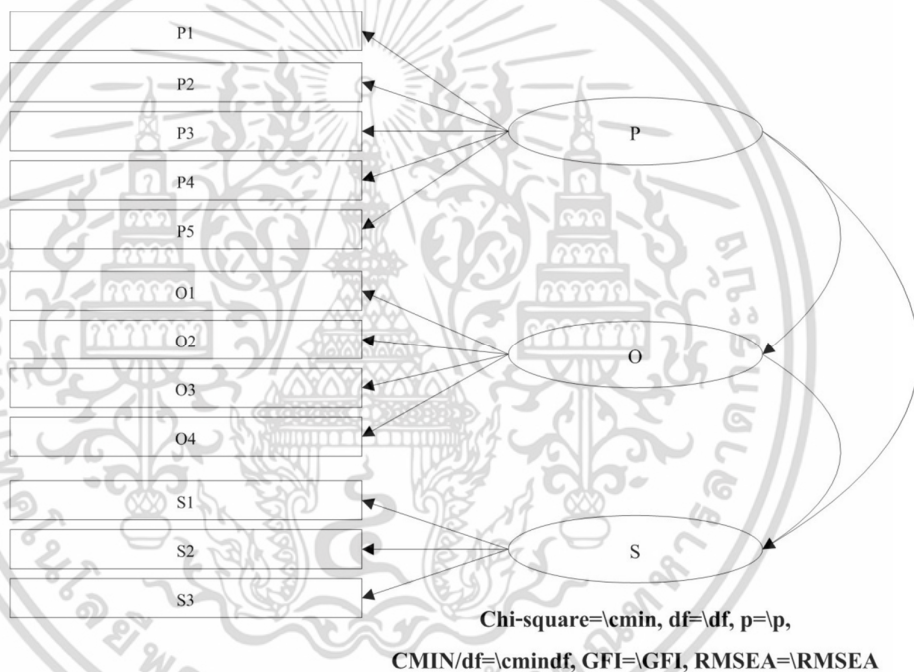 P1
P2
P3
P4
P5
O1
O2
O3
O4
S1
S2
S3
P
O
S
Chi-square=\cmin, df=\df, p=\p,
CMIN/df=\cmindf, GFI=\GFI, RMSEA=\RMSEA